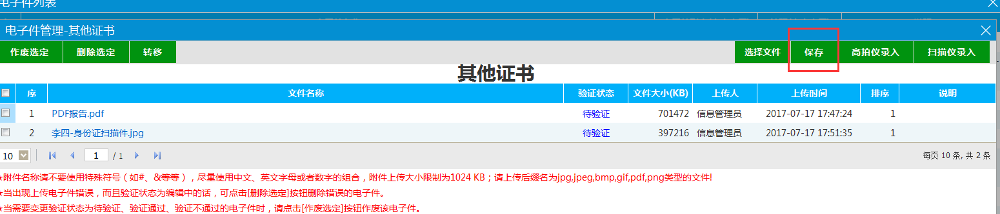 电子件列表
电子件管理-其他证书
作废选定 删除选定 转移 选择文件 保存 高拍仪录入 扫描仪录入
其他证书
序 文件名称 验证状态 文件大小(KB) 上传人 上传时间 排序 说明
1 PDF报告.pdf 待验证 701472 信息管理员 2017-07-17 17:47:24 1
2 李四-身份证扫描件.jpg 待验证 397216 信息管理员 2017-07-17 17:51:35 1
10 1 / 1 每页 10 条, 共 2 条
★附件名称请不要使用特殊符号（如#、&等等），尽量使用中文、英文字母或者数字的组合，附件上传大小限制为1024 KB；请上传后缀名为jpg,jpeg,bmp,gif,pdf,png类型的文件!
★当出现上传电子件错误，而且验证状态为编辑中的话，可点击[删除选定]按钮删除错误的电子件。
★当需要变更验证状态为待验证、验证通过、验证不通过的电子件时，请点击[作废选定]按钮作废该电子件。